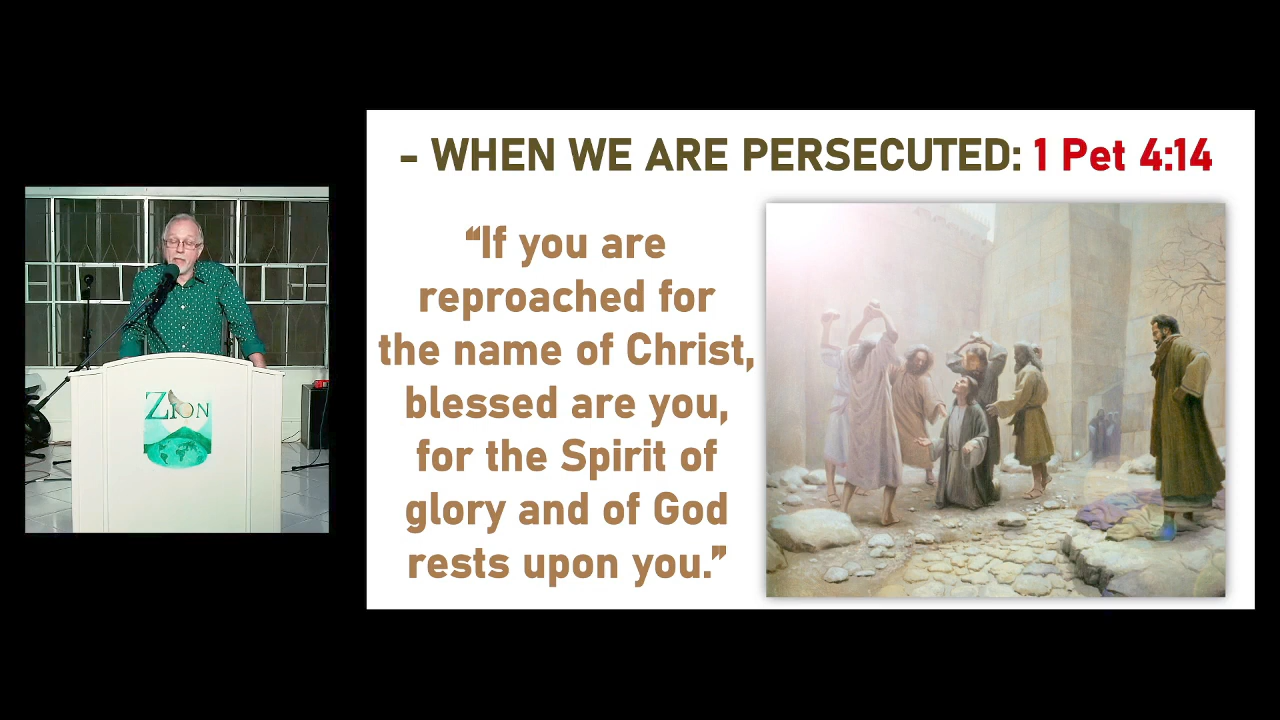 - WHEN WE ARE PERSECUTED: 1 Pet 4:14
“If you are
reproached for
the name of Christ,
blessed are you,
for the Spirit of
glory and of God
rests upon you.”
ZION